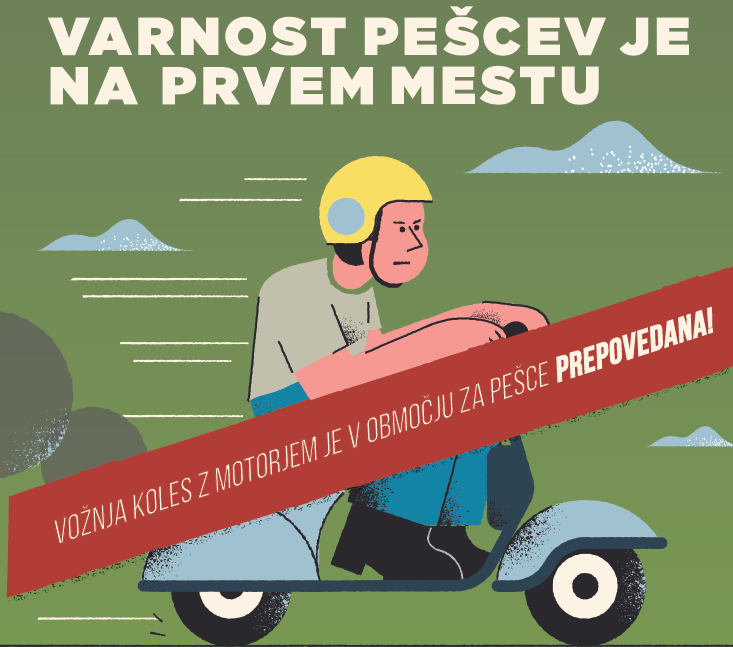 VARNOST PEŠCEV JE
NA PRVEM MESTU
VOŽNJA KOLES Z MOTORJEM JE V OBMOČJU ZA PEŠCE PREPOVEDANA!